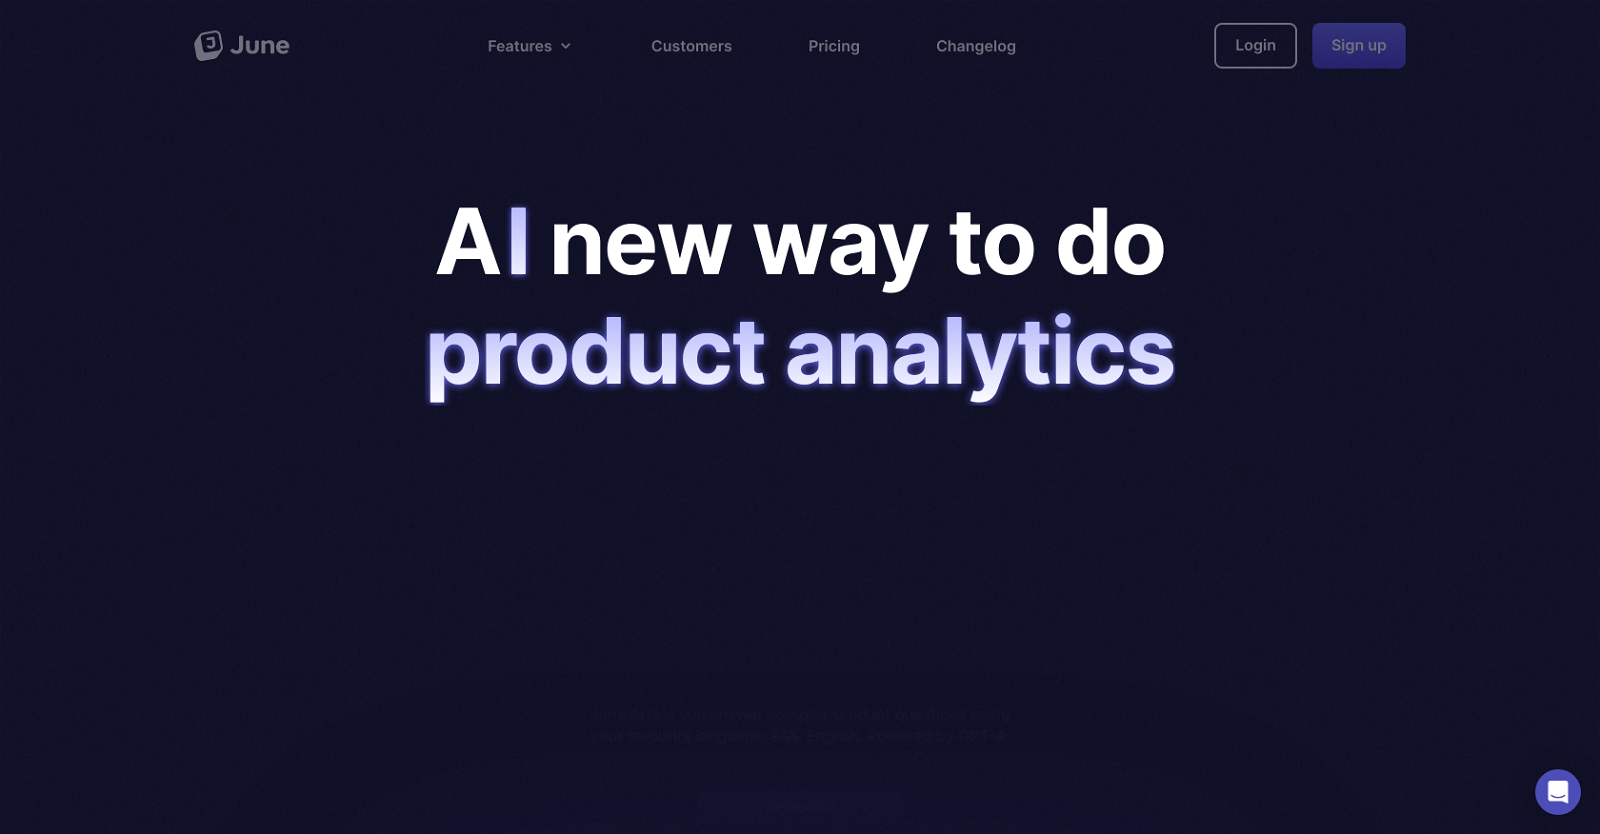 June
Features
Customers
Pricing
Changelog
Login
Sign up
AI new way to do
product analytics
June AI lets you answer complex product questions using
your favourite language: SQL English. Powered by GPT-4.